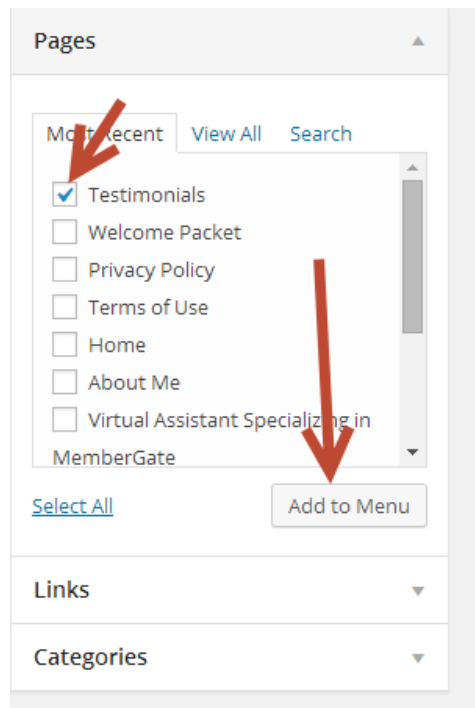 Pages
Most Recent View All Search
Testimonials
Welcome Packet
Privacy Policy
Terms of Use
Home
About Me
Virtual Assistant Specializing in
MemberGate
Select All Add to Menu
Links
Categories